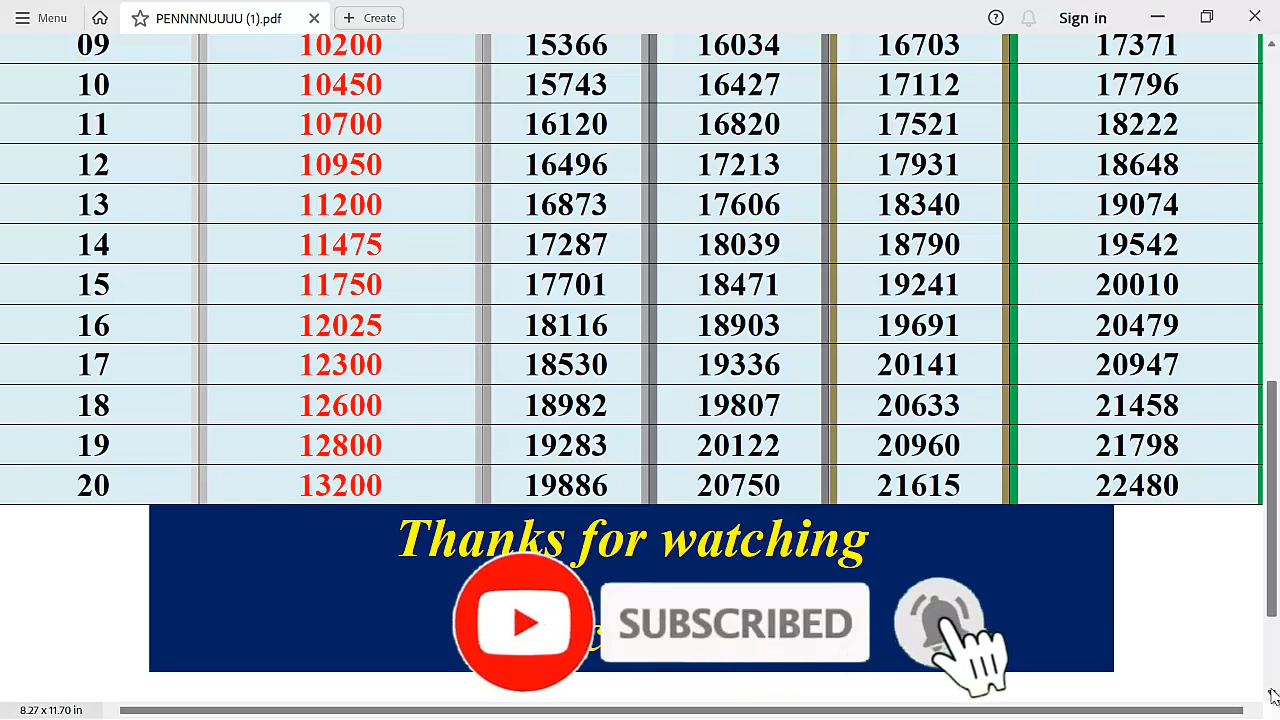 Menu PENNNNUUUU (1).pdf Create Sign in
09 10200 15366 16034 16703 17371
10 10450 15743 16427 17112 17796
11 10700 16120 16820 17521 18222
12 10950 16496 17213 17931 18648
13 11200 16873 17606 18340 19074
14 11475 17287 18039 18790 19542
15 11750 17701 18471 19241 20010
16 12025 18116 18903 19691 20479
17 12300 18530 19336 20141 20947
18 12600 18982 19807 20633 21458
19 12800 19283 20122 20960 21798
20 13200 19886 20750 21615 22480
Thanks for watching
SUBSCRIBED
8.27 x 11.70 in